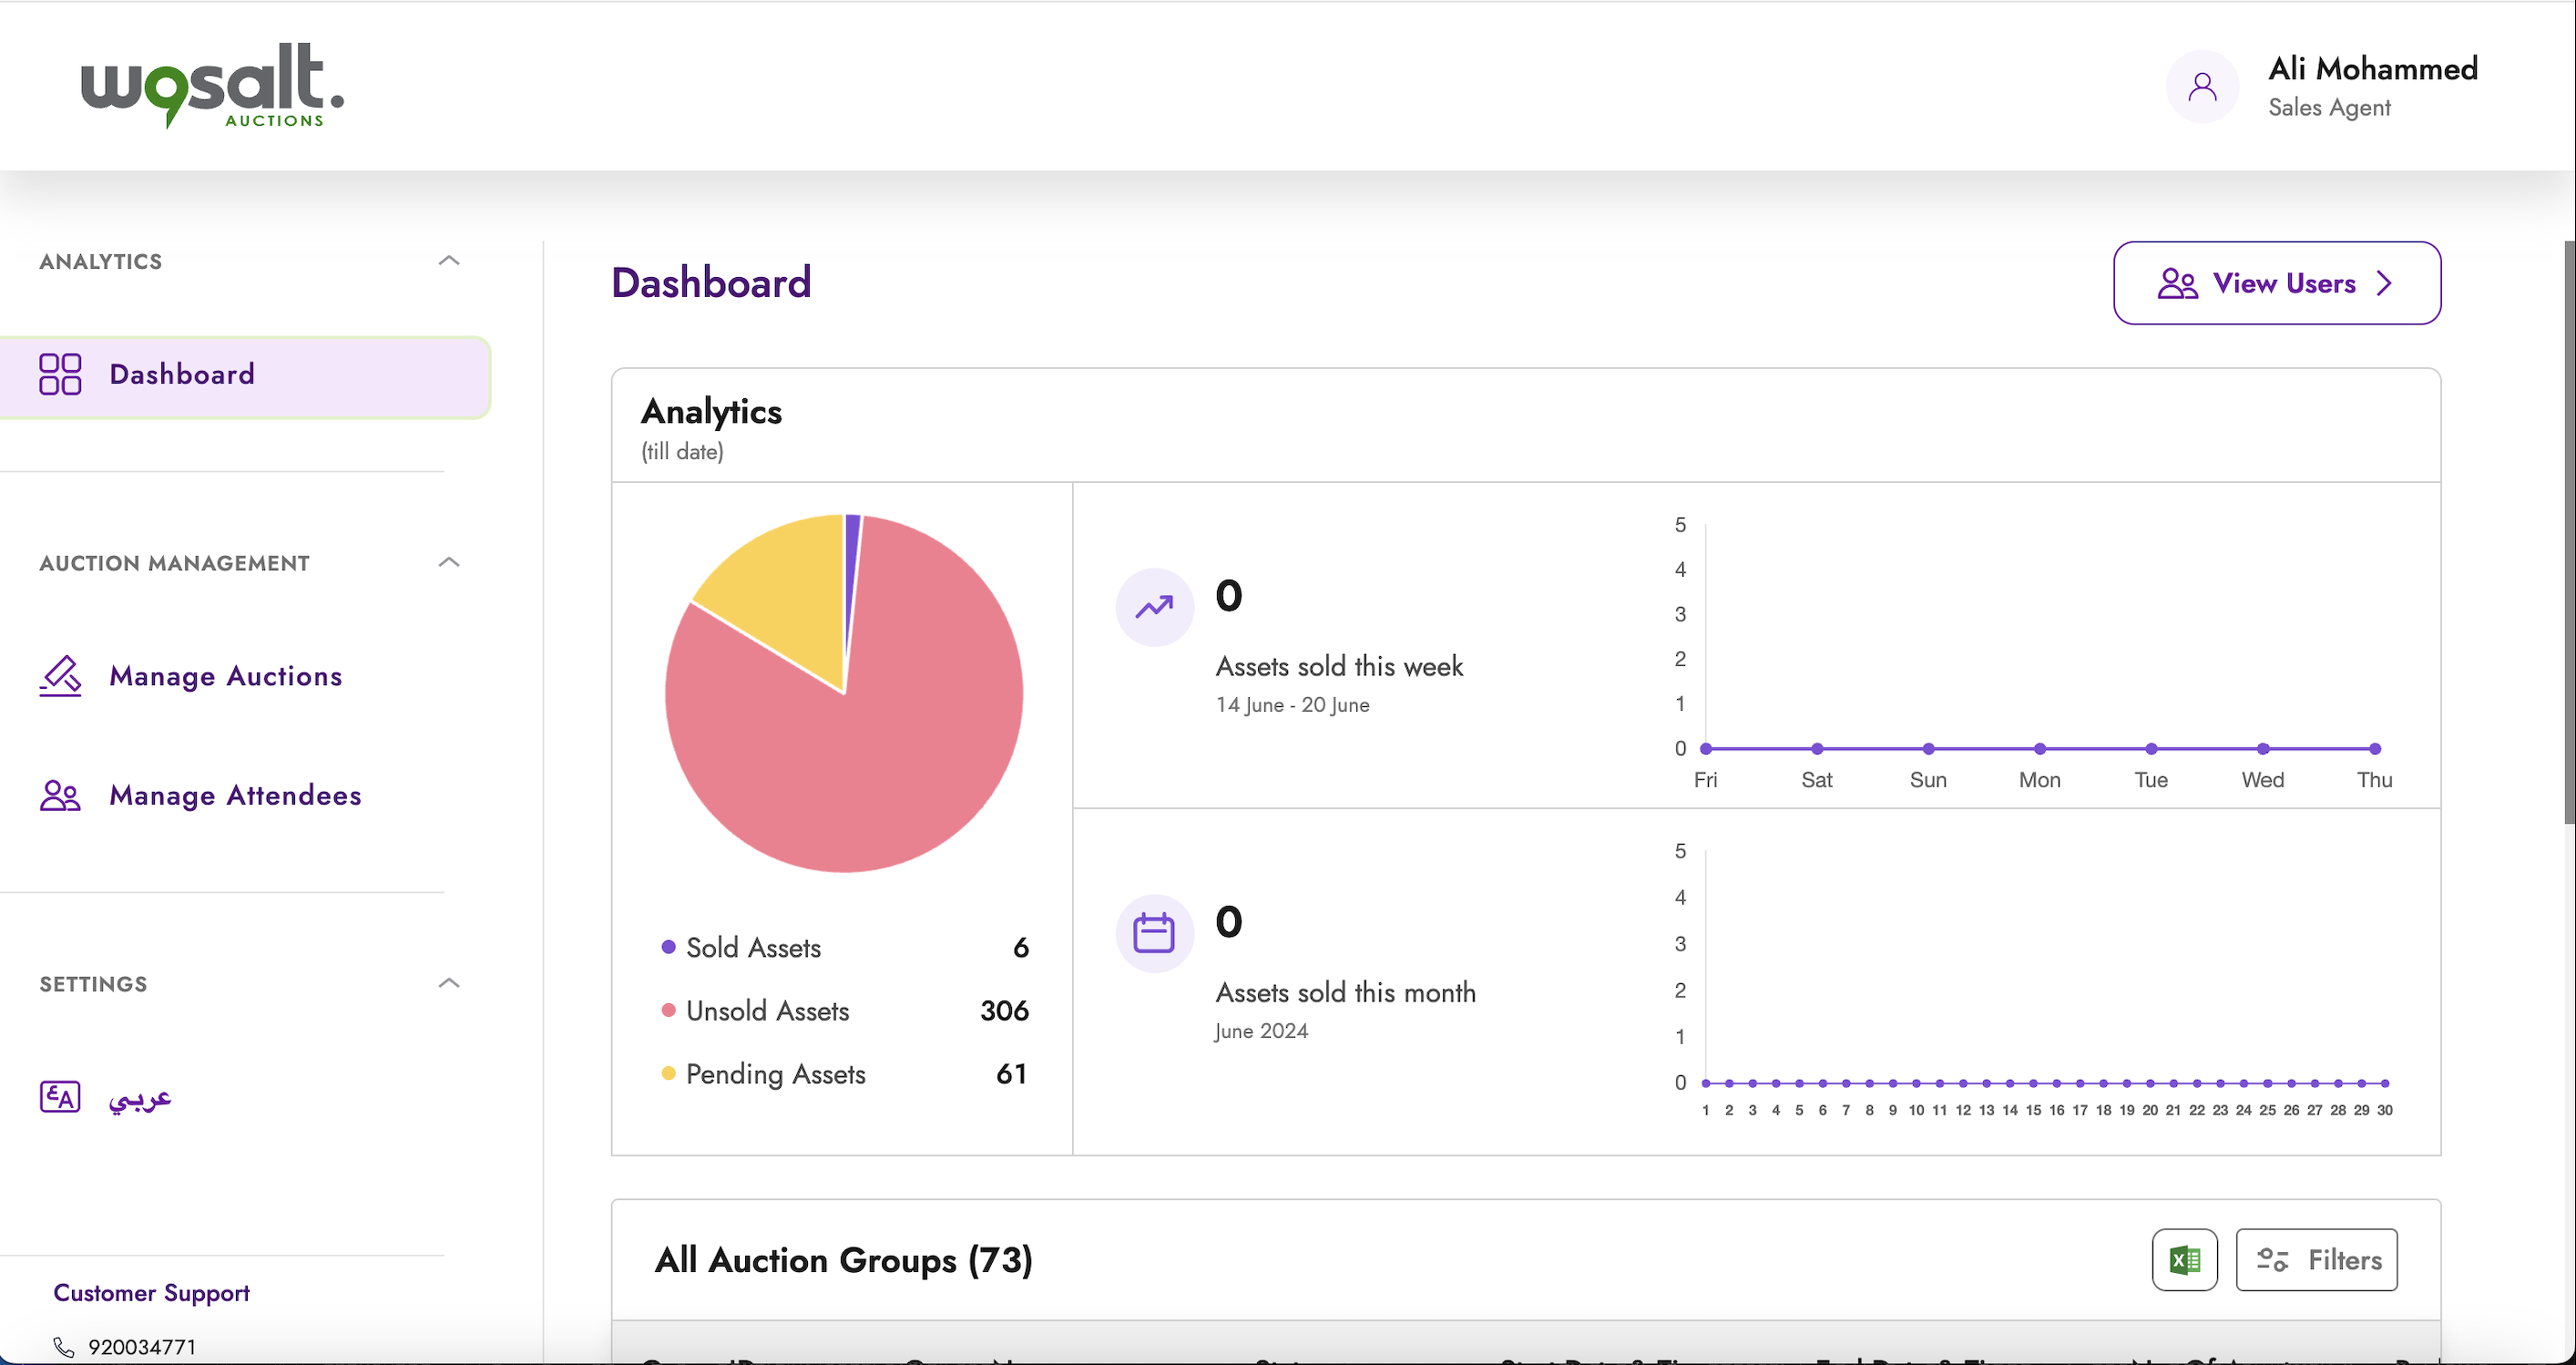 wasalt.
AUCTIONS
Ali Mohammed
Sales Agent
ANALYTICS
Dashboard
AUCTION MANAGEMENT
Manage Auctions
Manage Attendees
SETTINGS
عربي
Customer Support
920034771
Dashboard
View Users
Analytics
(till date)
Sold Assets 6
Unsold Assets 306
Pending Assets 61
0
Assets sold this week
14 June - 20 June
5
4
3
2
1
0
Fri Sat Sun Mon Tue Wed Thu
0
Assets sold this month
June 2024
5
4
3
2
1
0
1 2 3 4 5 6 7 8 9 10 11 12 13 14 15 16 17 18 19 20 21 22 23 24 25 26 27 28 29 30
All Auction Groups (73)
Filters